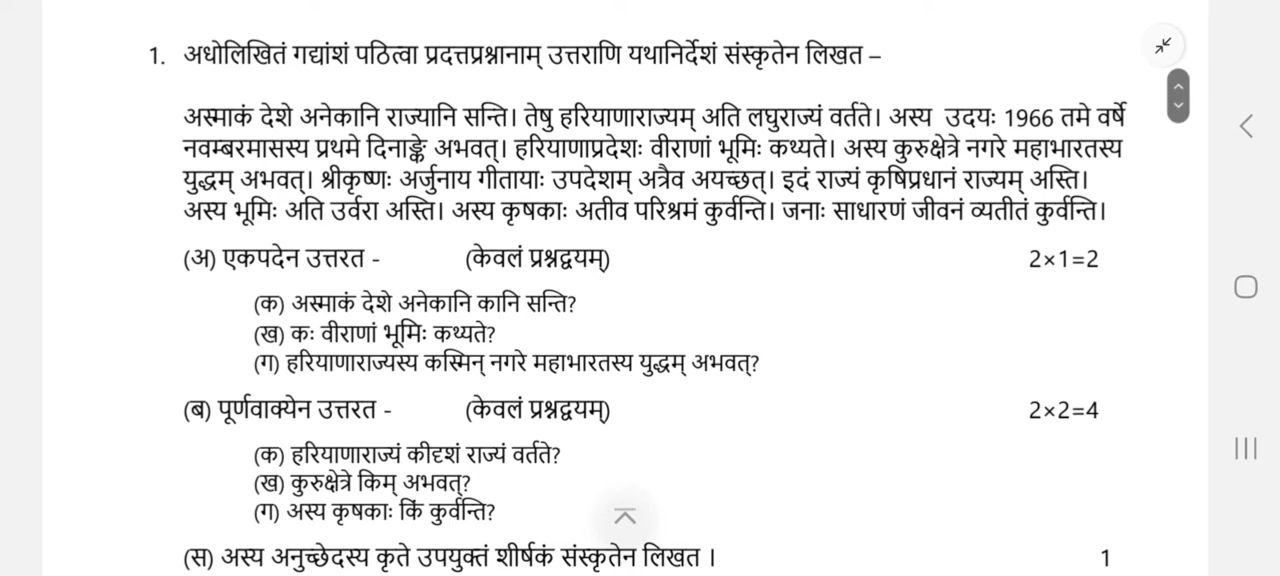 1. अधोलिखितं गद्यांशं पठित्वा प्रदत्तप्रश्नानाम् उत्तराणि यथानिर्देशं संस्कृतेन लिखत –
अस्माकं देशे अनेकानि राज्यानि सन्ति। तेषु हरियाणाराज्यम् अति लघुराज्यं वर्तते। अस्य उदयः 1966 तमे वर्षे
नवम्बरमासस्य प्रथमे दिनाङ्के अभवत्। हरियाणाप्रदेशः वीराणां भूमिः कथ्यते। अस्य कुरुक्षेत्रे नगरे महाभारतस्य
युद्धम् अभवत्। श्रीकृष्णः अर्जुनाय गीतायाः उपदेशम् अत्रैव अयच्छत्। इदं राज्यं कृषिप्रधानं राज्यम् अस्ति।
अस्य भूमिः अति उर्वरा अस्ति। अस्य कृषकाः अतीव परिश्रमं कुर्वन्ति। जनाः साधारणं जीवनं व्यतीतं कुर्वन्ति।
(अ) एकपदेन उत्तरत - (केवलं प्रश्नद्वयम्) 2×1=2
(क) अस्माकं देशे अनेकानि कानि सन्ति?
(ख) कः वीराणां भूमिः कथ्यते?
(ग) हरियाणाराज्यस्य कस्मिन् नगरे महाभारतस्य युद्धम् अभवत्?
(ब) पूर्णवाक्येन उत्तरत - (केवलं प्रश्नद्वयम्) 2×2=4
(क) हरियाणाराज्यं कीदृशं राज्यं वर्तते?
(ख) कुरुक्षेत्रे किम् अभवत्?
(ग) अस्य कृषकाः किं कुर्वन्ति?
(स) अस्य अनुच्छेदस्य कृते उपयुक्तं शीर्षकं संस्कृतेन लिखत । 1